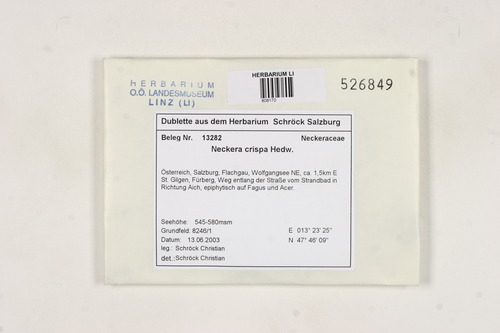 HERBARIUM
O.Ö. LANDESMUSEUM
LINZ (LI)
HERBARIUM LI
526849
Dublette aus dem Herbarium Schröck Salzburg
Beleg Nr. 13282 Neckeraceae
Neckera crispa Hedw.
Österreich, Salzburg, Flachgau, Wolfgangsee NE, ca. 1,5km E
St. Gilgen, Fürberg, Weg entlang der Straße vom Strandbad in
Richtung Aich, epiphytisch auf Fagus und Acer.
Seehöhe: 545-580msm
Grundfeld: 8246/1 E 013° 23' 25"
Datum: 13.06.2003 N 47° 46' 09"
leg.: Schröck Christian
det.: Schröck Christian